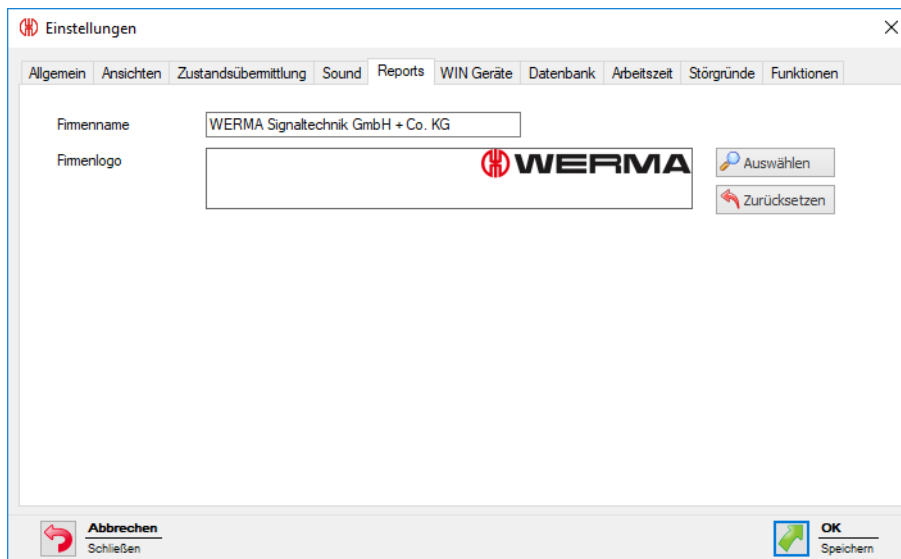 Einstellungen
Allgemein Ansichten Zustandsübermittlung Sound Reports WIN Geräte Datenbank Arbeitszeit Störgründe Funktionen
Firmenname WERMA Signaltechnik GmbH + Co. KG
Firmenlogo WERMA Auswählen
Zurücksetzen
Abbrechen OK
Schließen Speichern